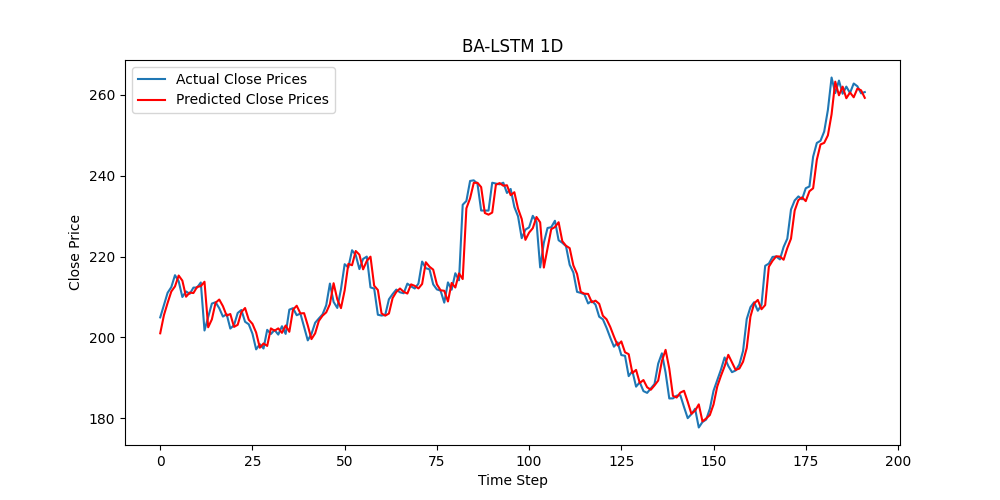 BA-LSTM 1D
Actual Close Prices
Predicted Close Prices
Close Price
260
240
220
200
180
0 25 50 75 100 125 150 175 200
Time Step